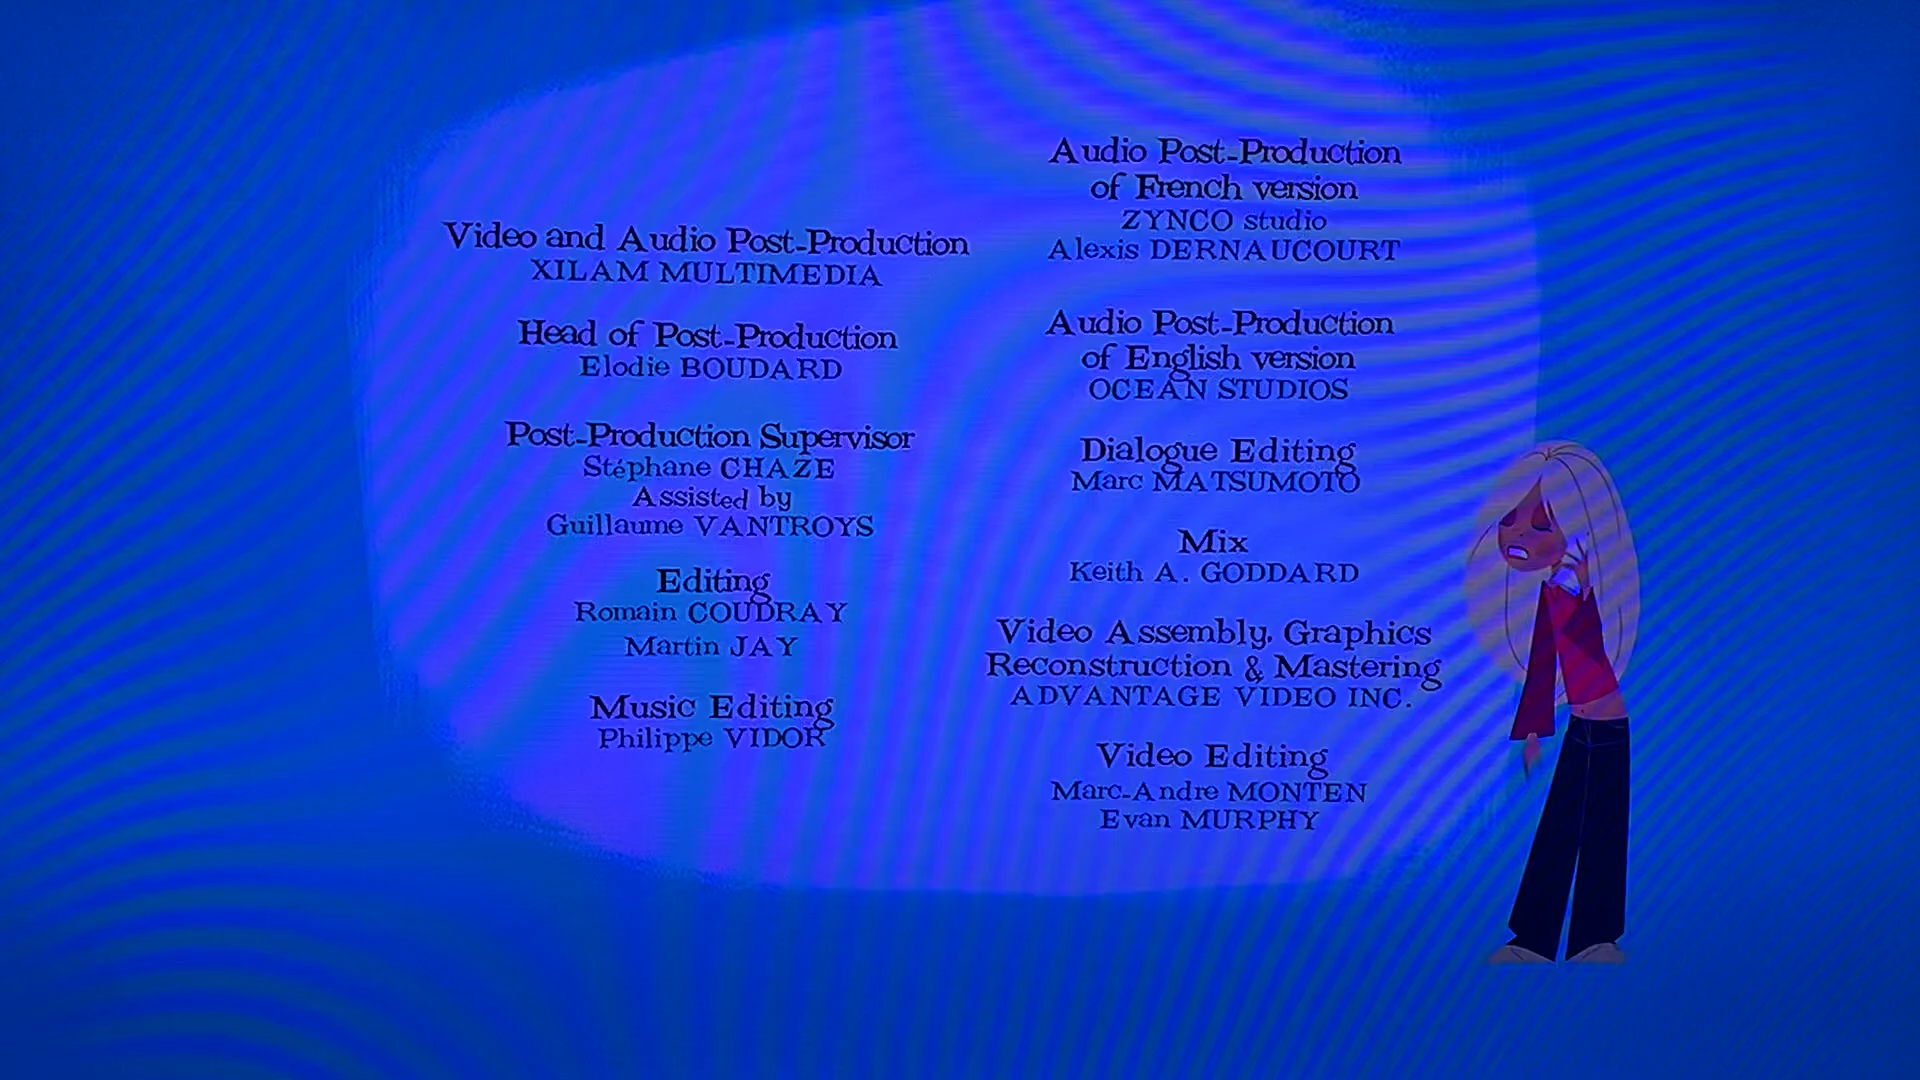 Video and Audio Post-Production
XILAM MULTIMEDIA
Head of Post-Production
Elodie BOUDARD
Post-Production Supervisor
Stéphane CHAZE
Assisted by
Guillaume VANTROYS
Editing
Romain COUDRAY
Martin JAY
Music Editing
Philippe VIDOR
Audio Post-Production
of French version
ZYNCO studio
Alexis DERNAUCOURT
Audio Post-Production
of English version
OCEAN STUDIOS
Dialogue Editing
Marc MATSUMOTO
Mix
Keith A. GODDARD
Video Assembly, Graphics
Reconstruction & Mastering
ADVANTAGE VIDEO INC.
Video Editing
Marc-Andre MONTEN
Evan MURPHY